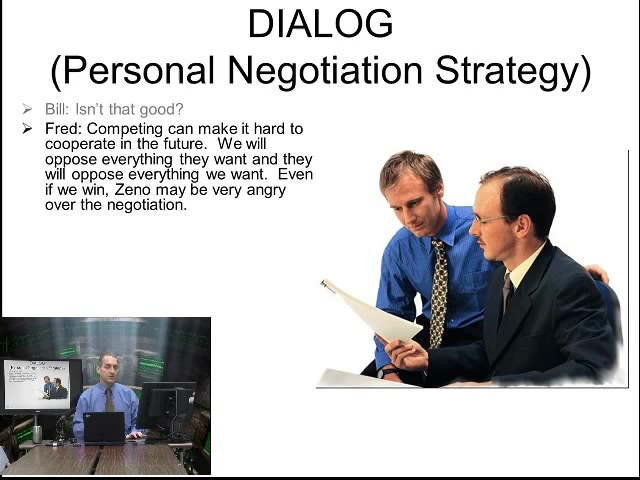 DIALOG
(Personal Negotiation Strategy)
Bill: Isn't that good?
Fred: Competing can make it hard to
cooperate in the future.  We will
oppose everything they want and they
will oppose everything we want.  Even
if we win, Zeno may be very angry
over the negotiation.
DIALOG